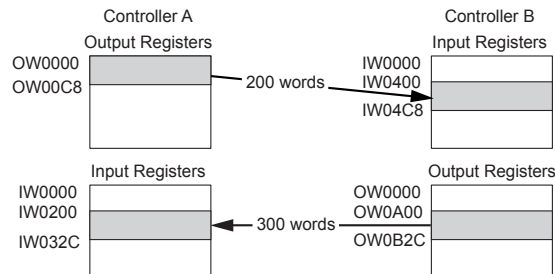 Controller A
Output Registers
OW0000
OW00C8
200 words
Controller B
Input Registers
IW0000
IW0400
IW04C8
Input Registers
IW0000
IW0200
IW032C
300 words
Output Registers
OW0000
OW0A00
OW0B2C